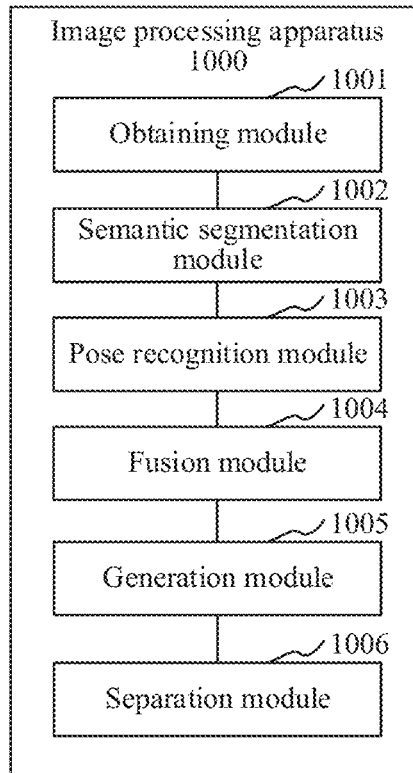 Image processing apparatus
1000
1001
Obtaining module
1002
Semantic segmentation
module
1003
Pose recognition module
1004
Fusion module
1005
Generation module
1006
Separation module